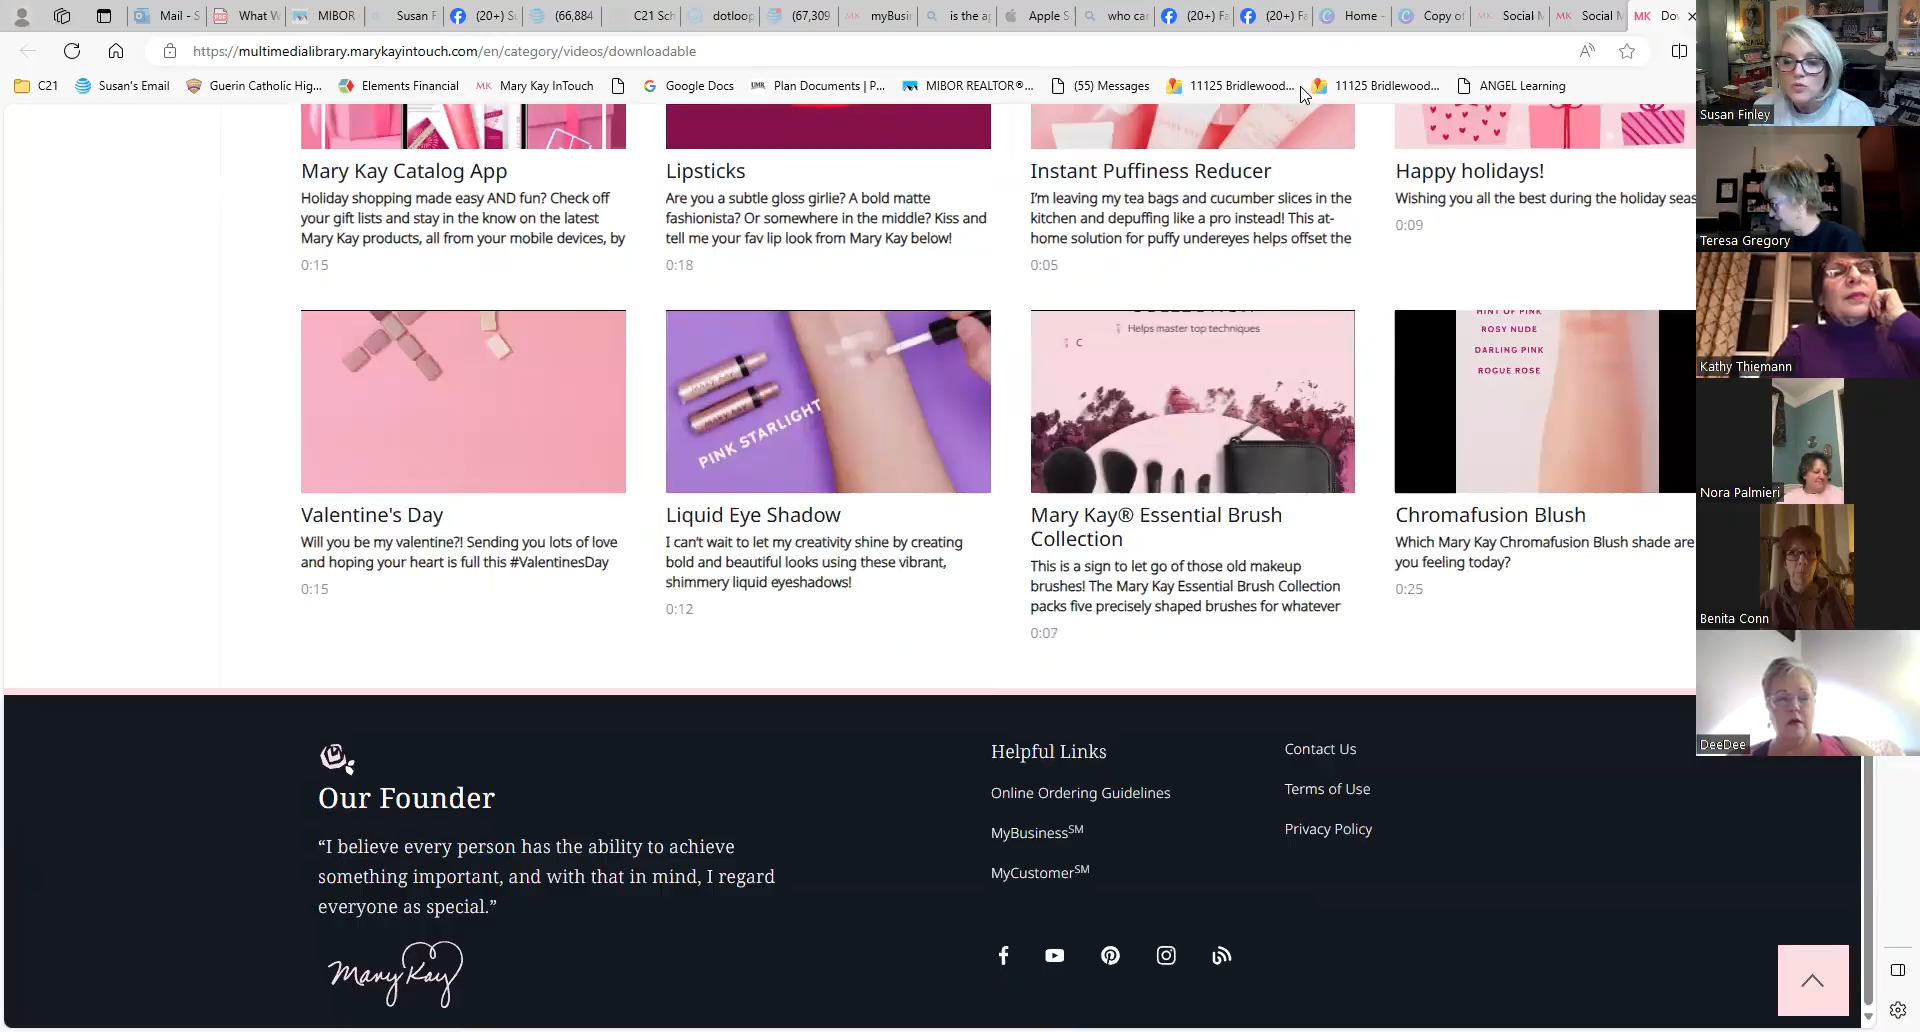 Mail - S
What W
MIBOR
Susan F
(20+) Su
(66,884
C21 Sch
dotloop
(67,309
myBusi
is the ap
Apple S
who car
(20+) Fa
(20+) Fa
Home -
Copy of
Social M
Social M
MK Do
https://multimedialibrary.marykayintouch.com/en/category/videos/downloadable
C21
Susan's Email
Guerin Catholic Hig...
Elements Financial
MK Mary Kay InTouch
Google Docs
Plan Documents | P...
MIBOR REALTOR®...
(55) Messages
11125 Bridlewood...
11125 Bridlewood...
ANGEL Learning
Mary Kay Catalog App
Holiday shopping made easy AND fun? Check off
your gift lists and stay in the know on the latest
Mary Kay products, all from your mobile devices, by
0:15
Lipsticks
Are you a subtle gloss girlie? A bold matte
fashionista? Or somewhere in the middle? Kiss and
tell me your fav lip look from Mary Kay below!
0:18
Instant Puffiness Reducer
I'm leaving my tea bags and cucumber slices in the
kitchen and depuffing like a pro instead! This at-
home solution for puffy undereyes helps offset the
0:05
Happy holidays!
Wishing you all the best during the holiday seas
0:09
Valentine's Day
Will you be my valentine?! Sending you lots of love
and hoping your heart is full this #ValentinesDay
0:15
PINK STARLIGHT
Liquid Eye Shadow
I can't wait to let my creativity shine by creating
bold and beautiful looks using these vibrant,
shimmery liquid eyeshadows!
0:12
Helps master top techniques
C
Mary Kay® Essential Brush
Collection
This is a sign to let go of those old makeup
brushes! The Mary Kay Essential Brush Collection
packs five precisely shaped brushes for whatever
0:07
HINT OF PINK
ROSY NUDE
DARLING PINK
ROGUE ROSE
Chromafusion Blush
Which Mary Kay Chromafusion Blush shade are
you feeling today?
0:25
Susan Finley
Teresa Gregory
Kathy Thiemann
Nora Palmieri
Benita Conn
DeeDee
Our Founder
“I believe every person has the ability to achieve
something important, and with that in mind, I regard
everyone as special.”
Mary Kay
Helpful Links
Online Ordering Guidelines
MyBusiness℠
MyCustomer℠
Contact Us
Terms of Use
Privacy Policy